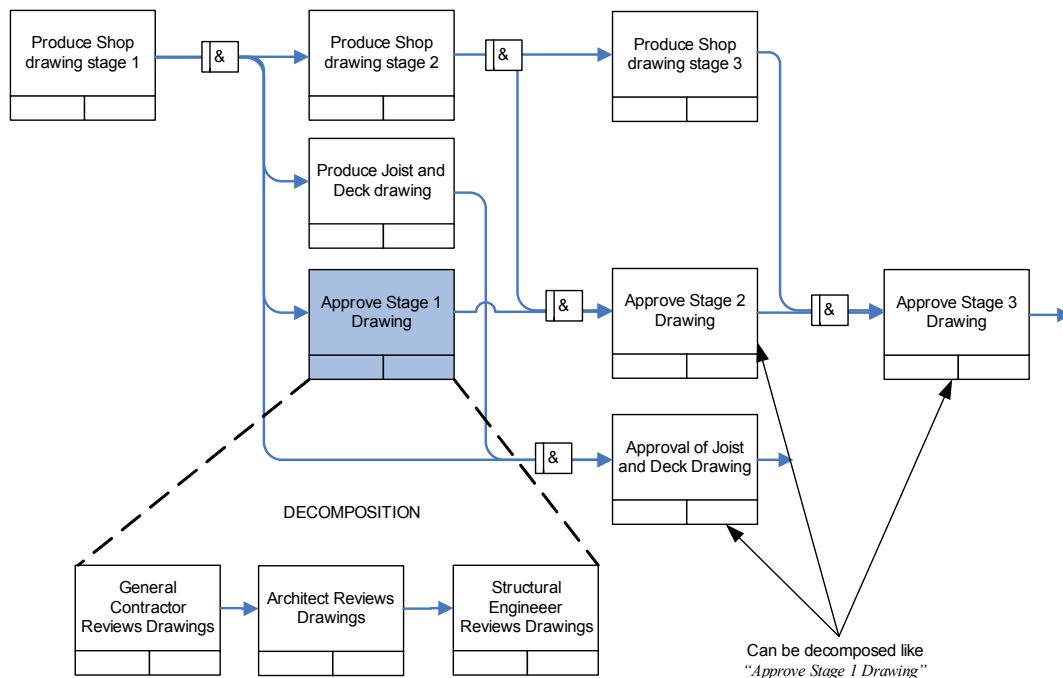 Produce Shop
drawing stage 1
&
Produce Shop
drawing stage 2
&
Produce Shop
drawing stage 3
Produce Joist and
Deck drawing
Approve Stage 1
Drawing
&
Approve Stage 2
Drawing
&
Approve Stage 3
Drawing
&
Approval of Joist
and Deck Drawing
DECOMPOSITION
General
Contractor
Reviews Drawings
Architect Reviews
Drawings
Structural
Engineeer
Reviews Drawings
Can be decomposed like
“Approve Stage 1 Drawing”